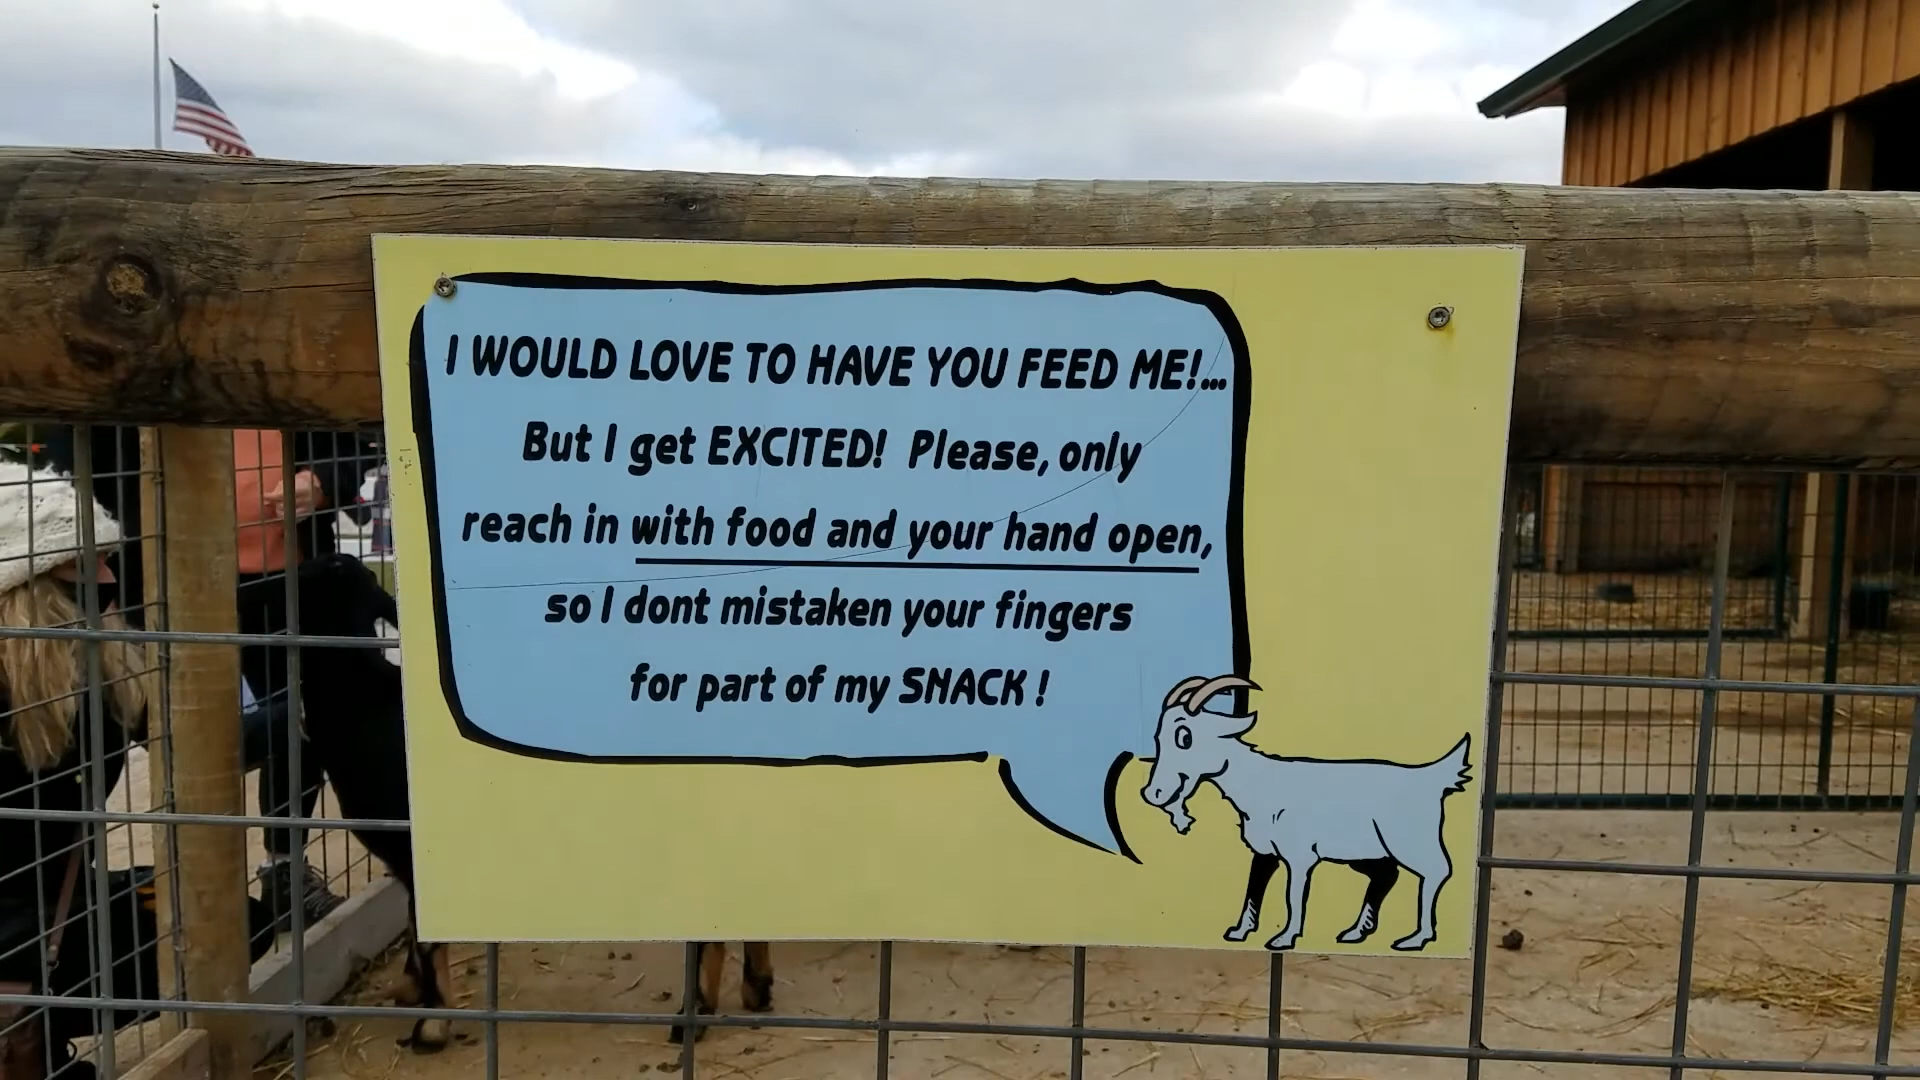 I WOULD LOVE TO HAVE YOU FEED ME!...
But I get EXCITED! Please, only
reach in with food and your hand open,
so I dont mistaken your fingers
for part of my SNACK !